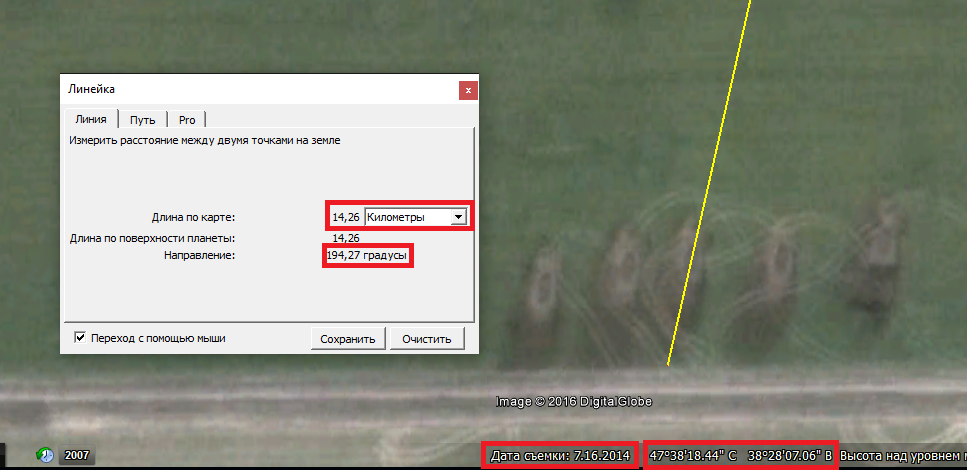 Линейка
Линия Путь Pro
Измерить расстояние между двумя точками на земле
Длина по карте: 14,26 Километры
Длина по поверхности планеты: 14,26
Направление: 194,27 градусы
Переход с помощью мыши Сохранить Очистить
Image © 2016 DigitalGlobe
2007 Дата съемки: 7.16.2014 47°38'18.44" С 38°28'07.06" В Высота над уровнем